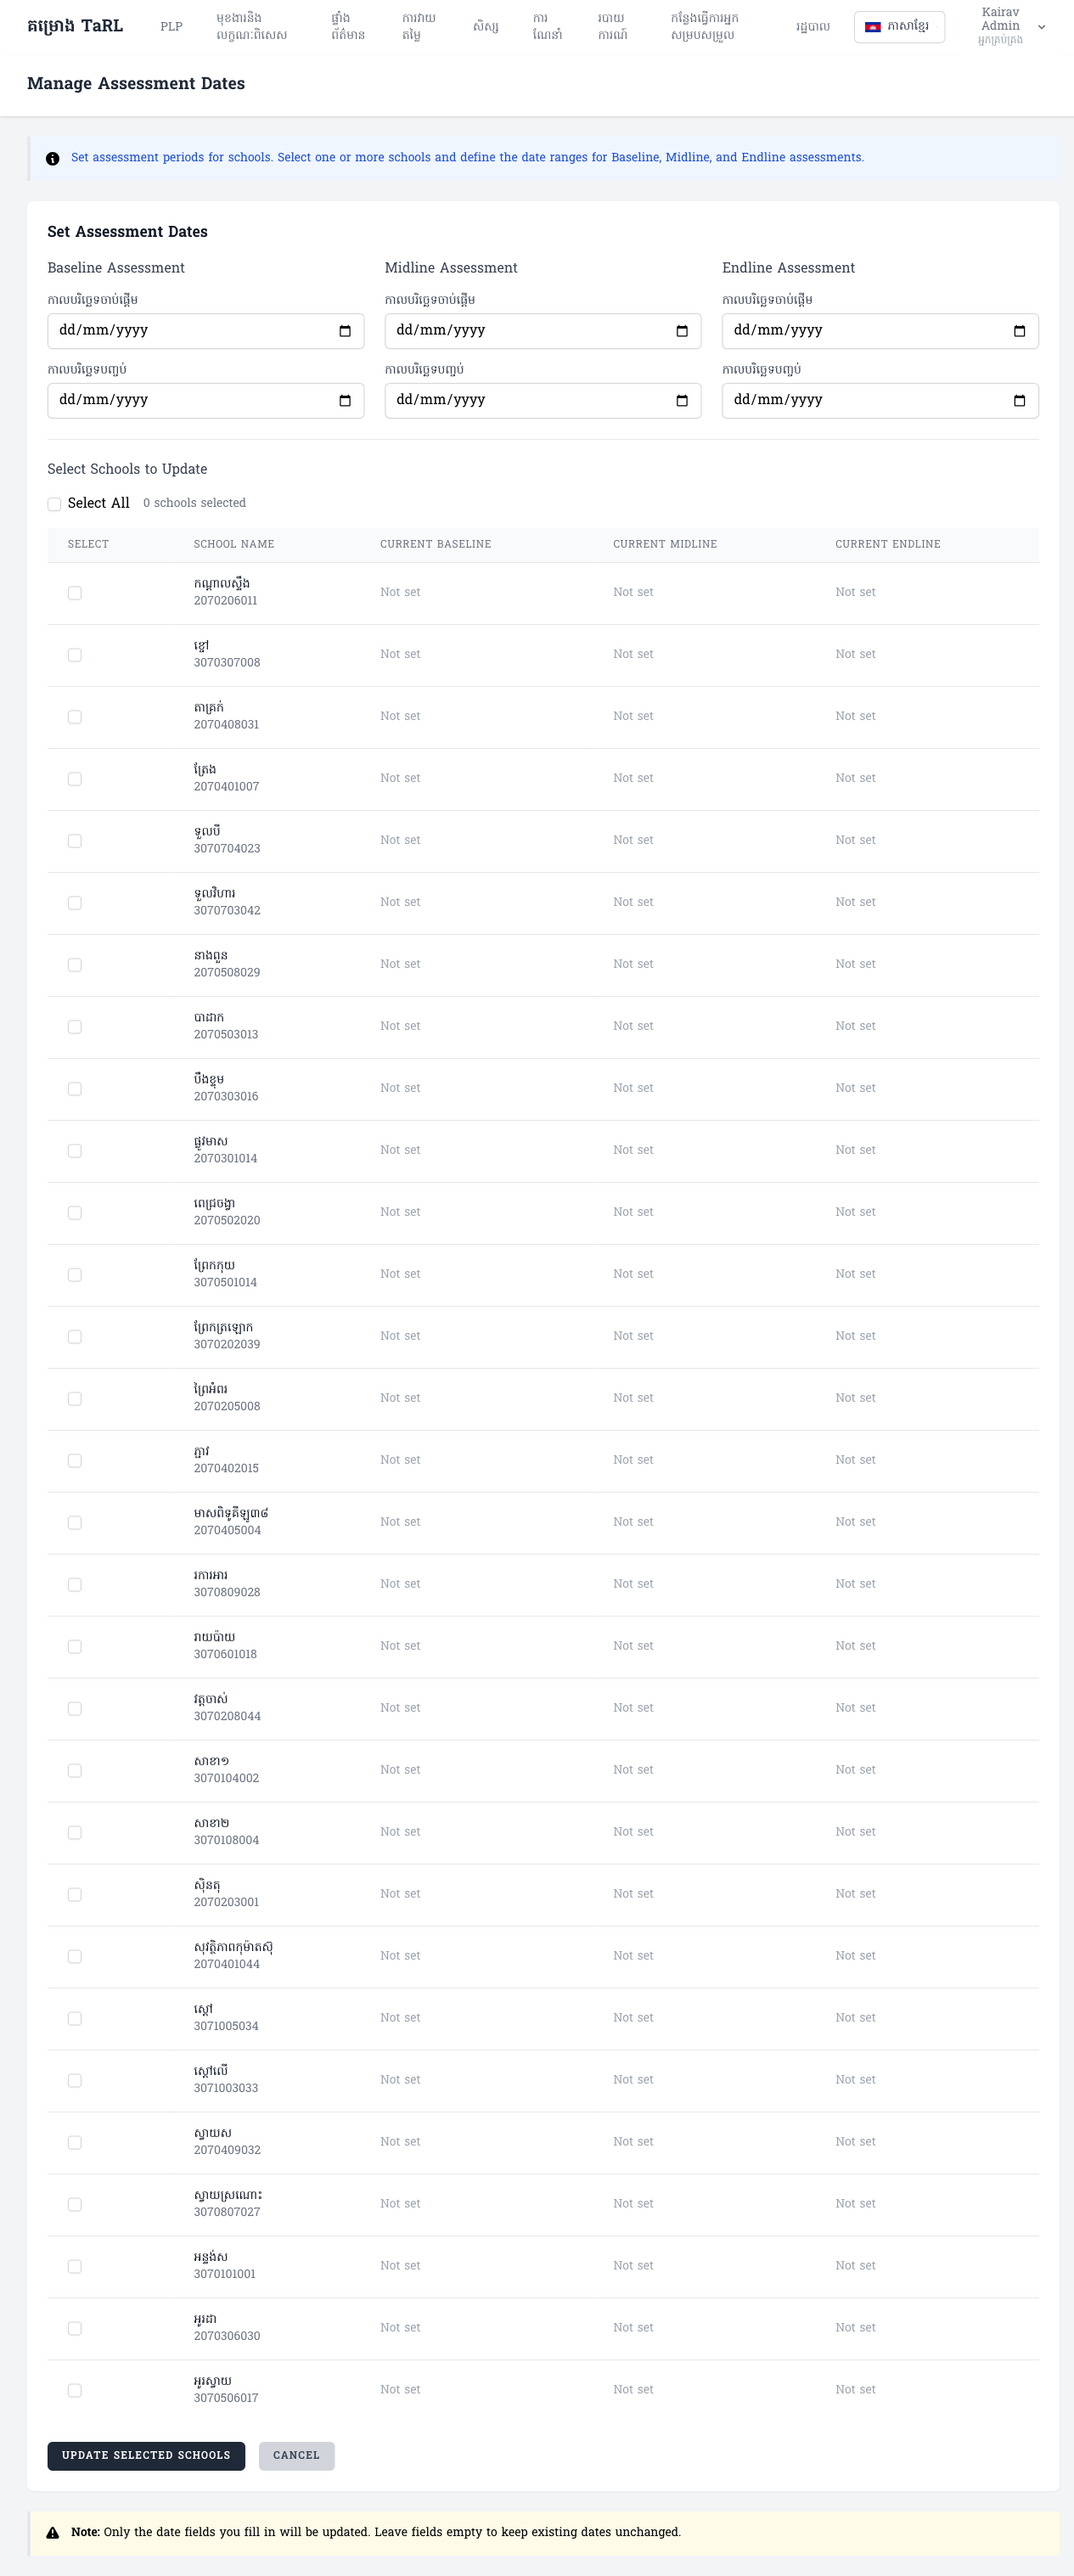 គម្រោង TaRL
PLP
មុខងារនិង
លក្ខណៈពិសេស
ផ្ទាំង
ព័ត៌មាន
ការវាយ
តម្លៃ
សិស្ស
ការ
ណែនាំ
របាយ
ការណ៍
កន្លែងធ្វើការអ្នក
សម្របសម្រួល
រដ្ឋបាល
ភាសាខ្មែរ
Kairav
Admin
អ្នកគ្រប់គ្រង
Manage Assessment Dates
Set assessment periods for schools. Select one or more schools and define the date ranges for Baseline, Midline, and Endline assessments.
Set Assessment Dates
Baseline Assessment
កាលបរិច្ឆេទចាប់ផ្តើម
dd/mm/yyyy
កាលបរិច្ឆេទបញ្ចប់
dd/mm/yyyy
Midline Assessment
កាលបរិច្ឆេទចាប់ផ្តើម
dd/mm/yyyy
កាលបរិច្ឆេទបញ្ចប់
dd/mm/yyyy
Endline Assessment
កាលបរិច្ឆេទចាប់ផ្តើម
dd/mm/yyyy
កាលបរិច្ឆេទបញ្ចប់
dd/mm/yyyy
Select Schools to Update
Select All 0 schools selected
SELECT SCHOOL NAME CURRENT BASELINE CURRENT MIDLINE CURRENT ENDLINE
កណ្តាលស្ទឹង
2070206011
Not set Not set Not set
ខ្ចៅ
3070307008
Not set Not set Not set
តាគ្រក់
2070408031
Not set Not set Not set
ត្រែង
2070401007
Not set Not set Not set
ទួលបី
3070704023
Not set Not set Not set
ទួលវិហារ
3070703042
Not set Not set Not set
នាងពួន
2070508029
Not set Not set Not set
បាដាក
2070503013
Not set Not set Not set
បឹងខ្ទុម
2070303016
Not set Not set Not set
ផ្លូវមាស
2070301014
Not set Not set Not set
ពេជ្រចង្វា
2070502020
Not set Not set Not set
ព្រែកកុយ
3070501014
Not set Not set Not set
ព្រែកត្រឡោក
3070202039
Not set Not set Not set
ព្រៃអំពរ
2070205008
Not set Not set Not set
ភ្នាវ
2070402015
Not set Not set Not set
មាសពិទូគីឡូ៣៨
2070405004
Not set Not set Not set
រការអារ
3070809028
Not set Not set Not set
រាយប៉ាយ
3070601018
Not set Not set Not set
វត្តចាស់
3070208044
Not set Not set Not set
សាខា១
3070104002
Not set Not set Not set
សាខា២
3070108004
Not set Not set Not set
ស៊ិនតុ
2070203001
Not set Not set Not set
សុវត្ថិភាពកុម៉ាតស៊ុ
2070401044
Not set Not set Not set
ស្តៅ
3071005034
Not set Not set Not set
ស្តៅលើ
3071003033
Not set Not set Not set
ស្វាយស
2070409032
Not set Not set Not set
ស្វាយស្រណោះ
3070807027
Not set Not set Not set
អន្ទង់ស
3070101001
Not set Not set Not set
អូរដា
2070306030
Not set Not set Not set
អូរស្វាយ
3070506017
Not set Not set Not set
UPDATE SELECTED SCHOOLS CANCEL
Note: Only the date fields you fill in will be updated. Leave fields empty to keep existing dates unchanged.